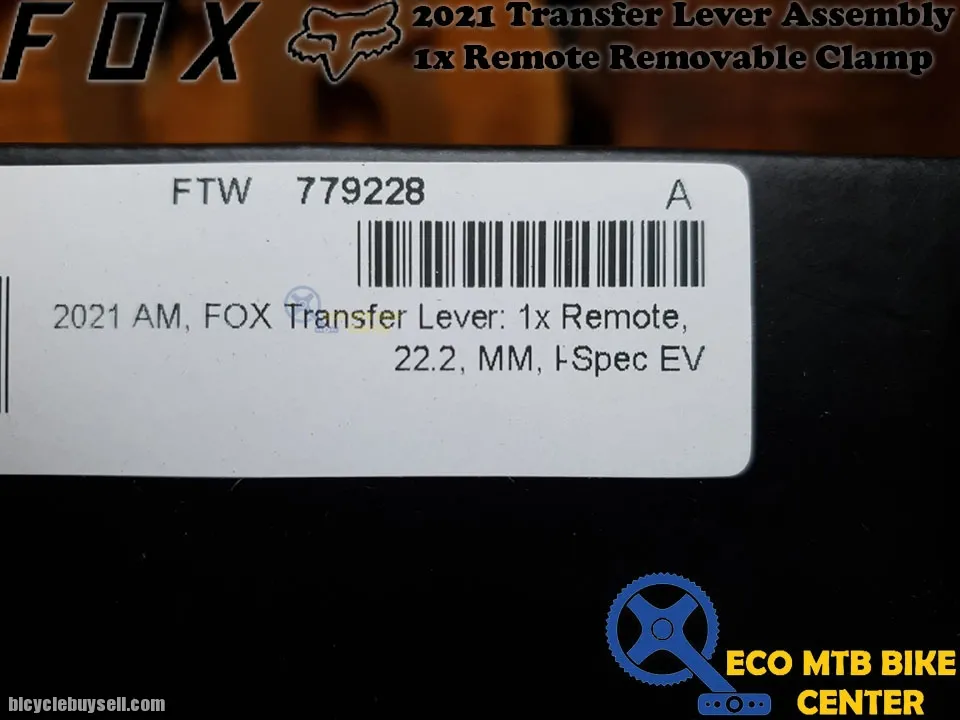 FOX 2021 Transfer Lever Assembly
1x Remote Removable Clamp
FTW 779228 A
2021 AM, FOX Transfer Lever: 1x Remote,
22.2, MM, I-Spec EV
ECO MTB BIKE
CENTER
bicyclebuysell.com